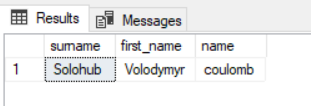 Results Messages
surname first_name name
1 Solohub Volodymyr coulomb